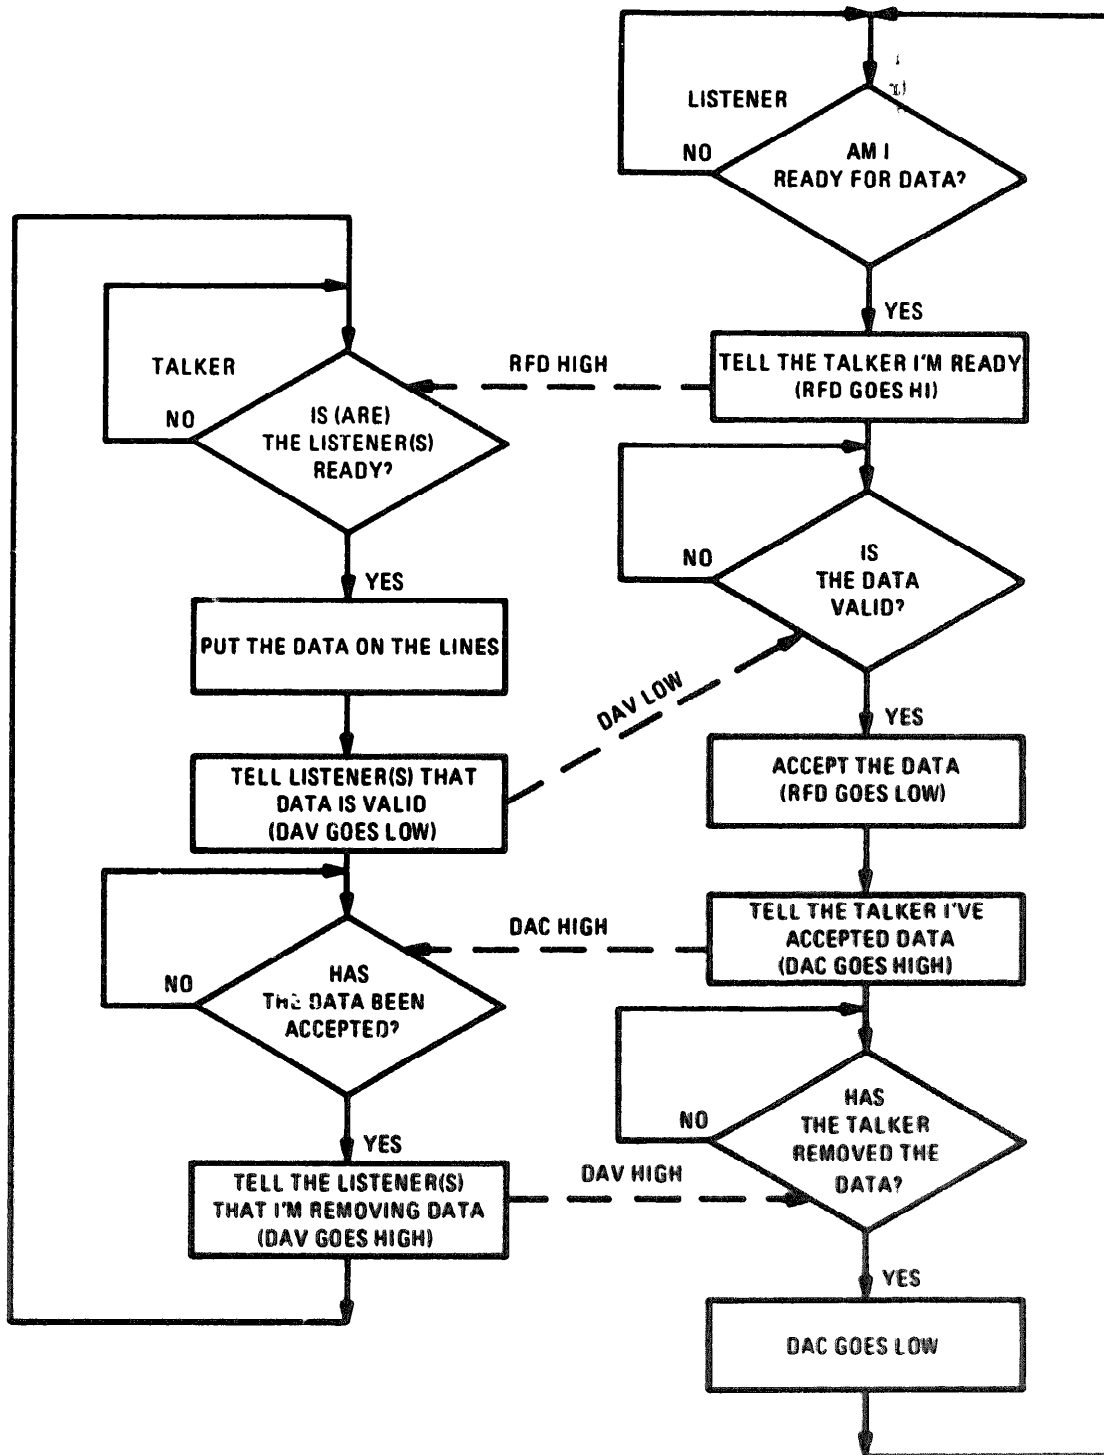 LISTENER
NO
AM I
READY FOR DATA?
YES
TELL THE TALKER I'M READY
(RFD GOES HI)
RFD HIGH
TALKER
NO
IS (ARE)
THE LISTENER(S)
READY?
YES
PUT THE DATA ON THE LINES
NO
IS
THE DATA
VALID?
DAV LOW
YES
TELL LISTENER(S) THAT
DATA IS VALID
(DAV GOES LOW)
ACCEPT THE DATA
(RFD GOES LOW)
TELL THE TALKER I'VE
ACCEPTED DATA
(DAC GOES HIGH)
DAC HIGH
NO
HAS
THE DATA BEEN
ACCEPTED?
YES
NO
HAS
THE TALKER
REMOVED THE
DATA?
TELL THE LISTENER(S)
THAT I'M REMOVING DATA
(DAV GOES HIGH)
DAV HIGH
YES
DAC GOES LOW